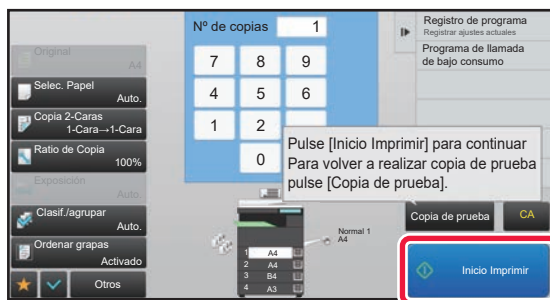 Nº de copias
1
Registro de programa
Registrar ajustes actuales
Programa de llamada
de bajo consumo
Original
A4
Selec. Papel
Auto.
Copia 2-Caras
1-Cara→1-Cara
Ratio de Copia
100%
Exposición
Auto.
Clasif./agrupar
Auto.
Ordenar grapas
Activado
Otros
7 8 9
4 5 6
1 2
0
Pulse [Inicio Imprimir] para continuar
Para volver a realizar copia de prueba
pulse [Copia de prueba].
Normal 1
A4
1 A4
2 A4
3 B4
4 A3
Copia de prueba
CA
Inicio Imprimir